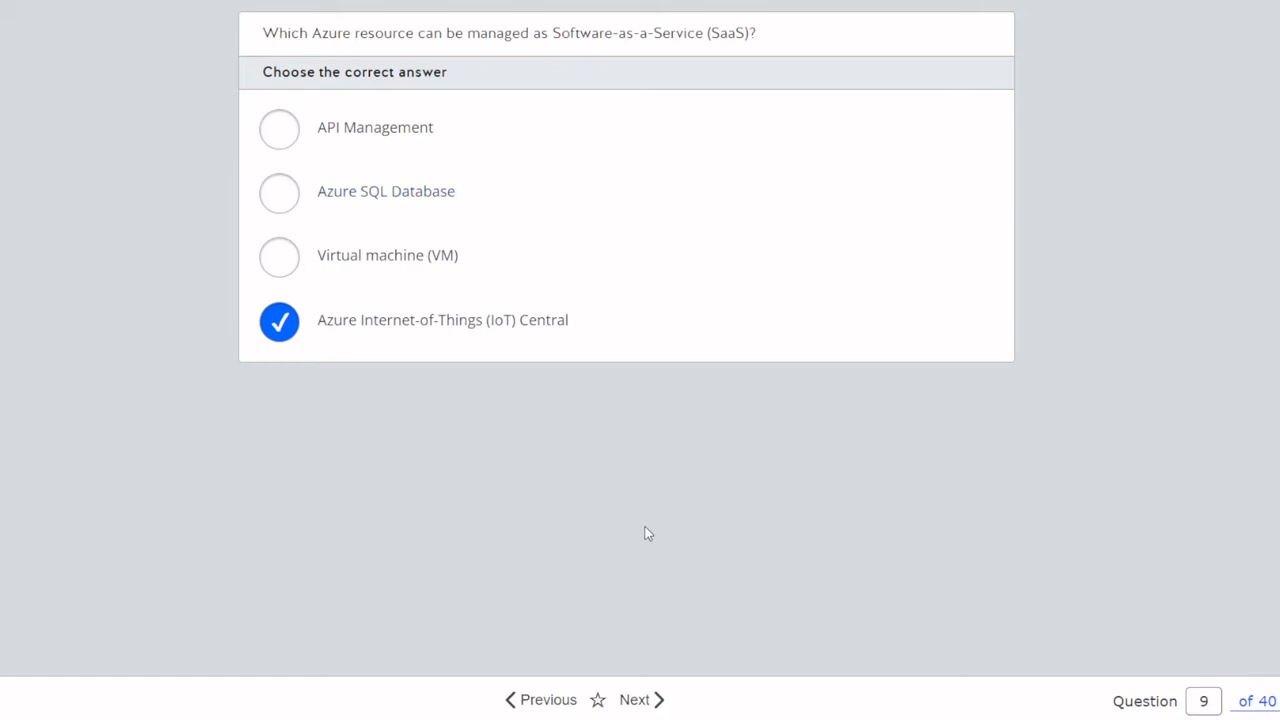 Which Azure resource can be managed as Software-as-a-Service (SaaS)?
Choose the correct answer
API Management
Azure SQL Database
Virtual machine (VM)
Azure Internet-of-Things (IoT) Central
Previous Next Question 9 of 40